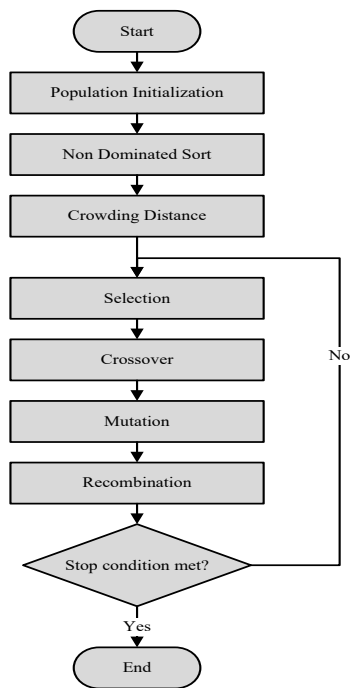 Start
Population Initialization
Non Dominated Sort
Crowding Distance
Selection
Crossover
No
Mutation
Recombination
Stop condition met?
Yes
End